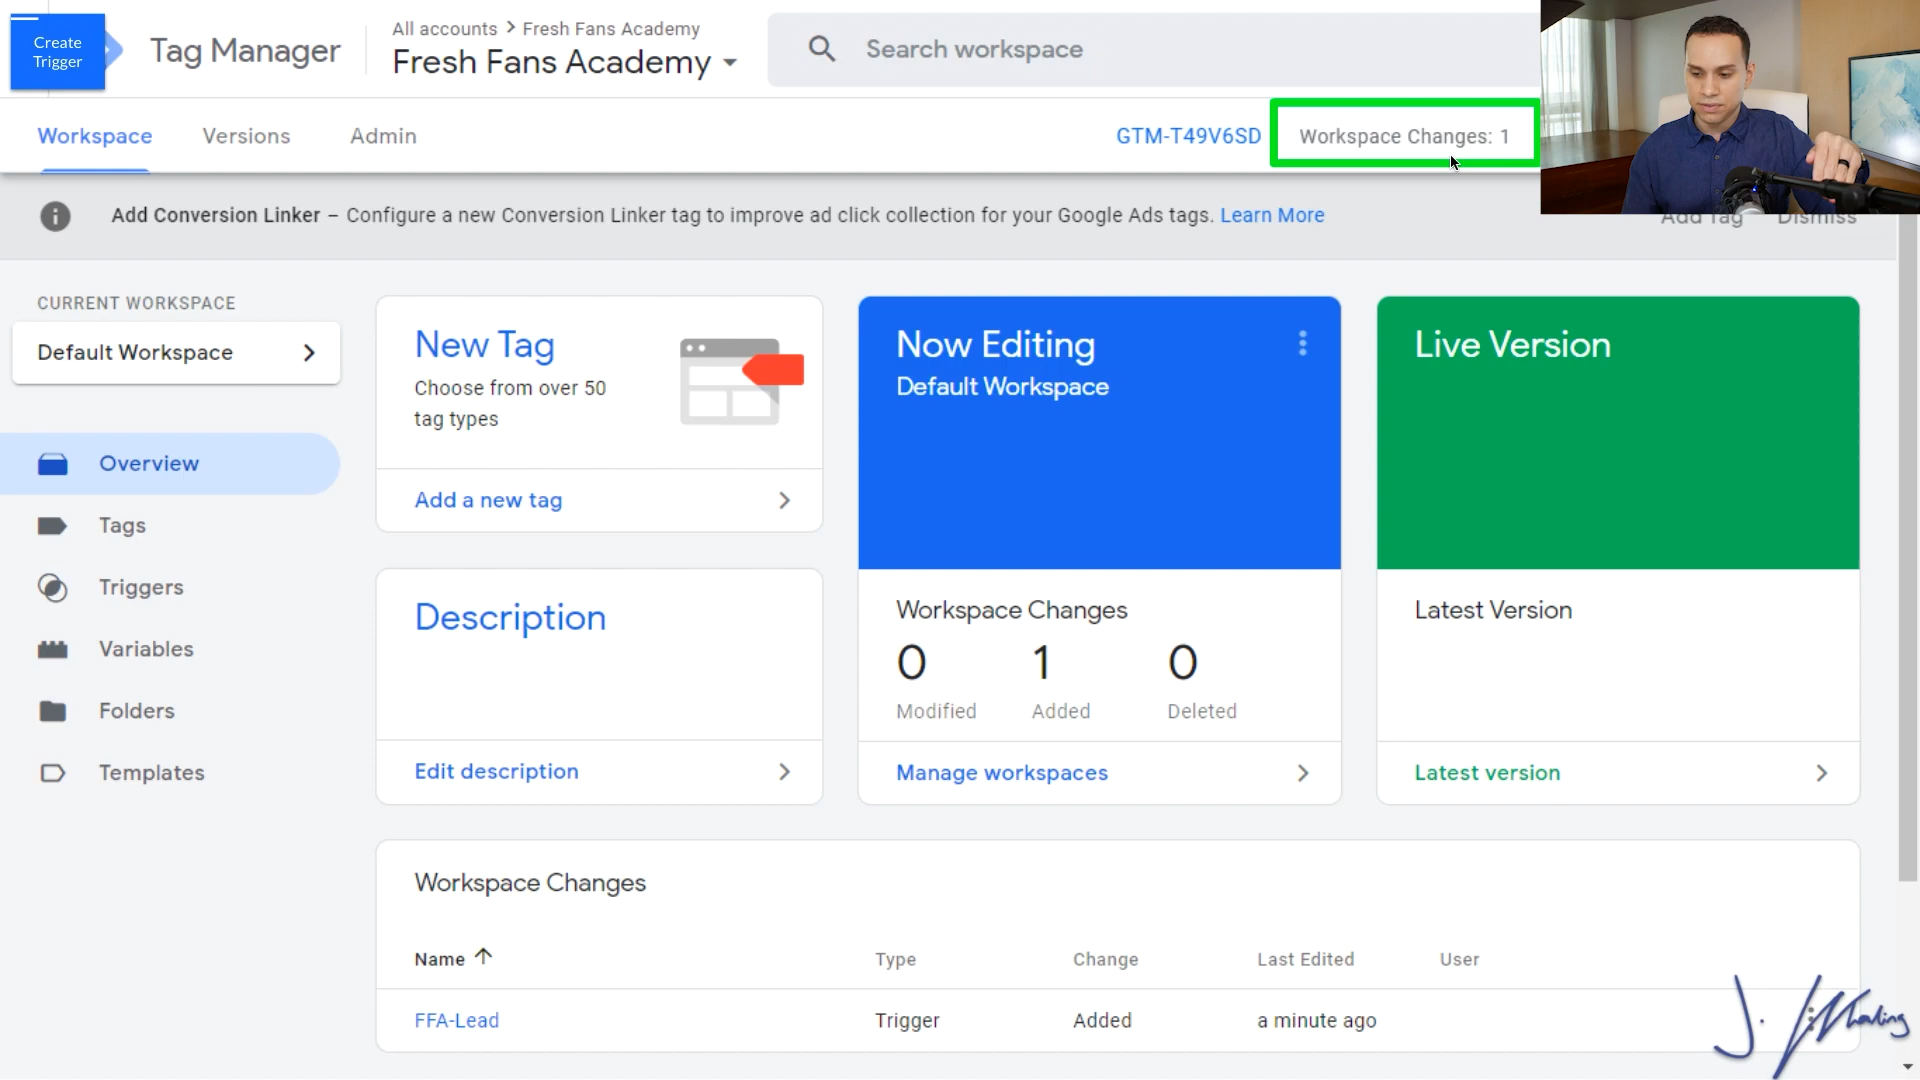 Create
Trigger
Tag Manager
All accounts > Fresh Fans Academy
Fresh Fans Academy
Search workspace
Workspace
Versions
Admin
GTM-T49V6SD
Workspace Changes: 1
Add Conversion Linker – Configure a new Conversion Linker tag to improve ad click collection for your Google Ads tags. Learn More
Add Tag
Dismiss
CURRENT WORKSPACE
Default Workspace
Overview
Tags
Triggers
Variables
Folders
Templates
New Tag
Choose from over 50
tag types
Add a new tag
Description
Edit description
Now Editing
Default Workspace
Workspace Changes
0 1 0
Modified Added Deleted
Manage workspaces
Live Version
Latest Version
Latest version
Workspace Changes
Name Type Change Last Edited User
FFA-Lead Trigger Added a minute ago